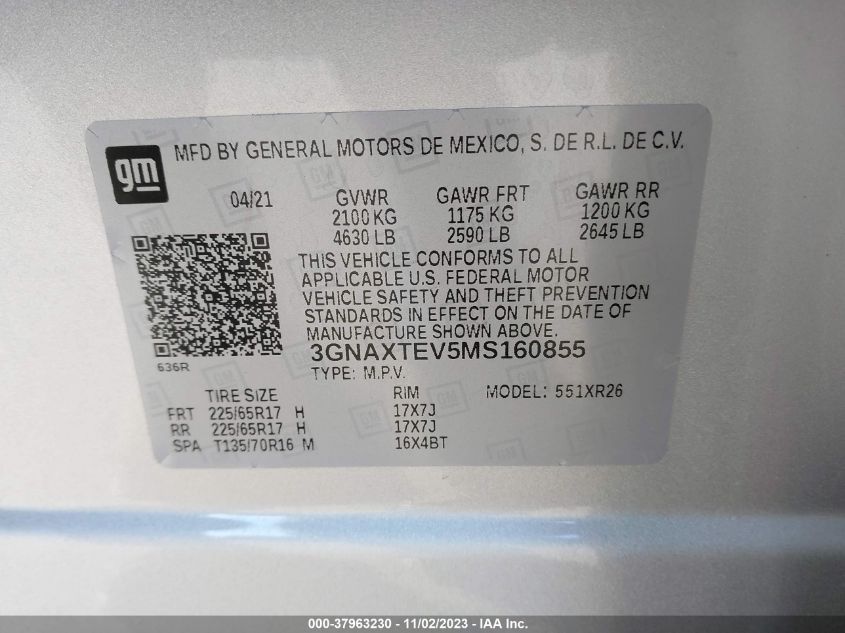 gm
MFD BY GENERAL MOTORS DE MEXICO, S. DE R.L. DE C.V.
04/21 GVWR GAWR FRT GAWR RR
2100 KG 1175 KG 1200 KG
4630 LB 2590 LB 2645 LB
THIS VEHICLE CONFORMS TO ALL
APPLICABLE U.S. FEDERAL MOTOR
VEHICLE SAFETY AND THEFT PREVENTION
STANDARDS IN EFFECT ON THE DATE OF
MANUFACTURE SHOWN ABOVE.
636R
3GNAXTEV5MS160855
TYPE: M.P.V.
TIRE SIZE RIM MODEL: 551XR26
FRT 225/65R17 H 17X7J
RR 225/65R17 H 17X7J
SPA T135/70R16 M 16X4BT
000-37963230 - 11/02/2023 - IAA Inc.